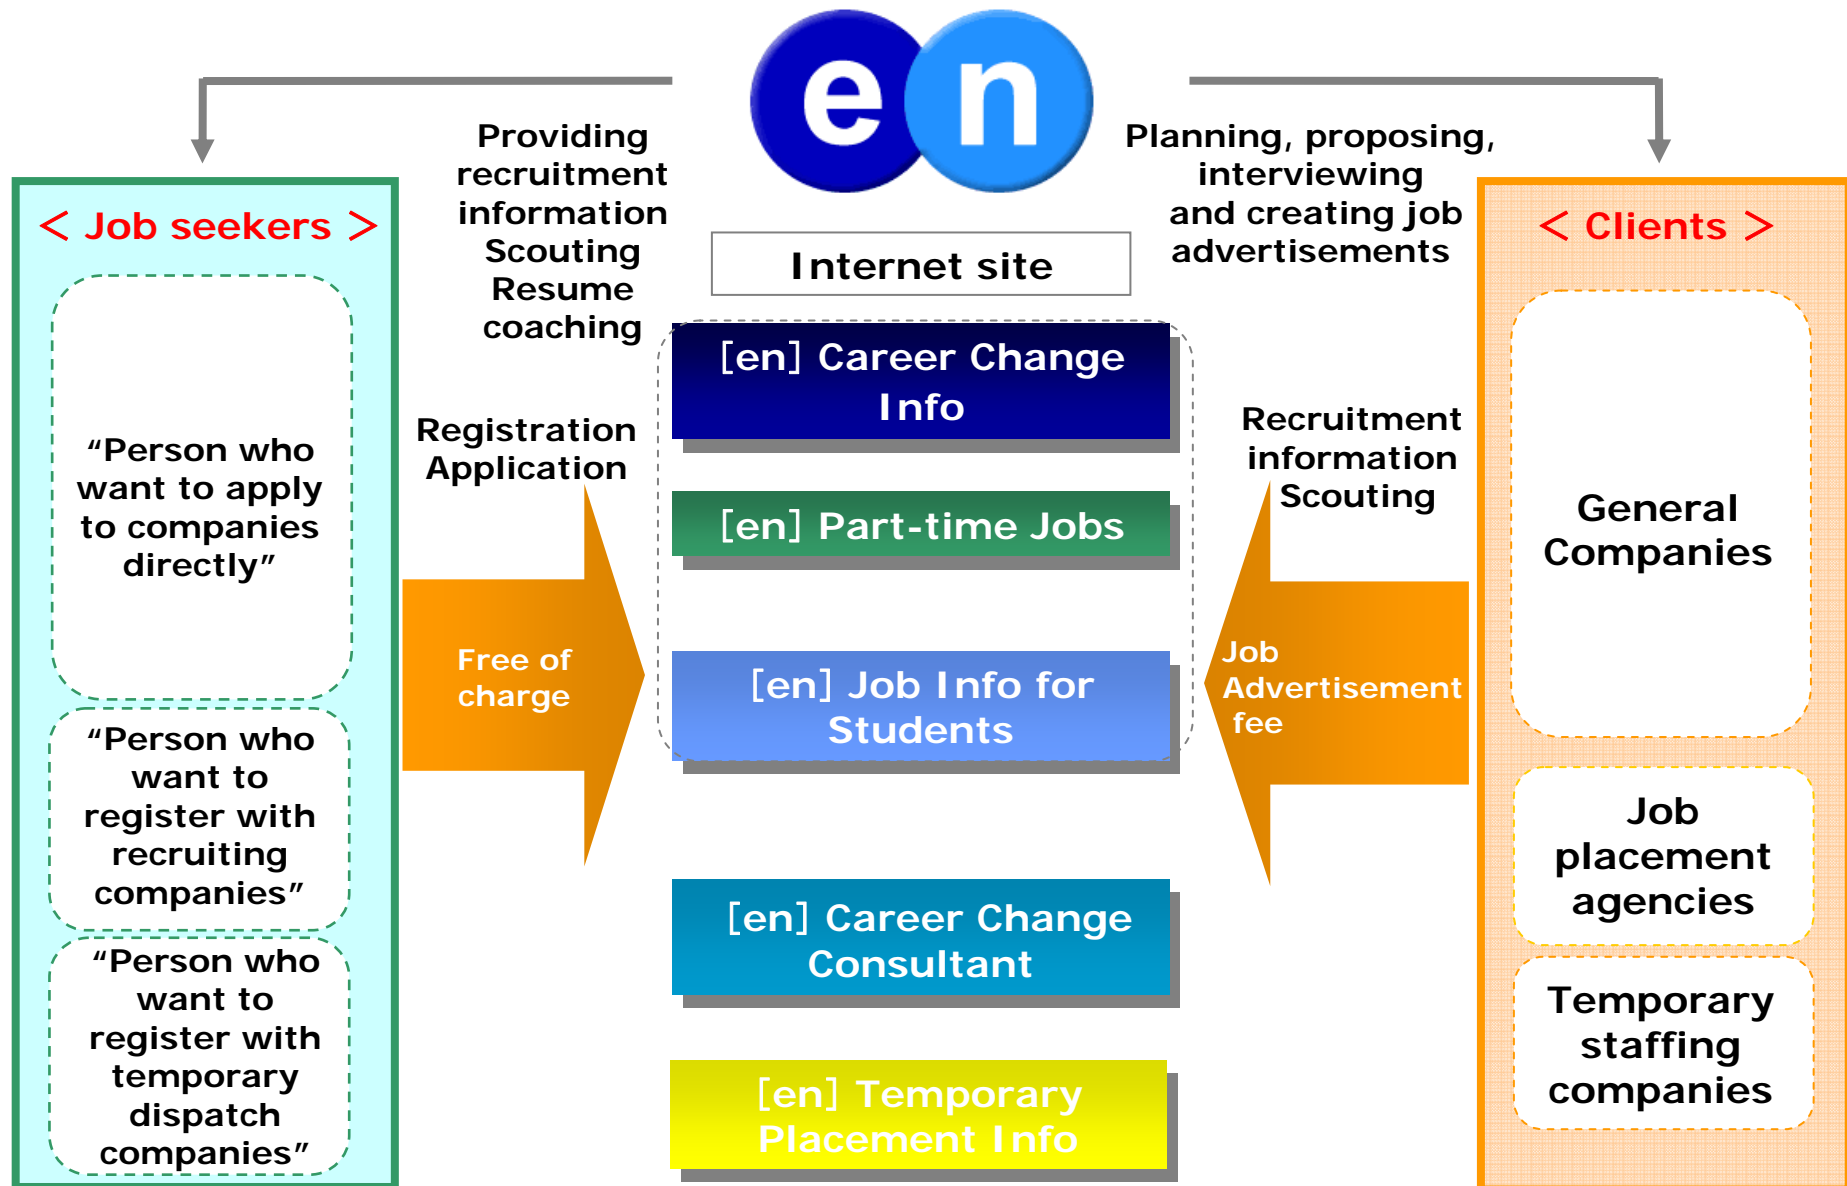 en
Providing
recruitment
information
Scouting
Resume
coaching
Planning, proposing,
interviewing
and creating job
advertisements
< Job seekers >
“Person who
want to apply
to companies
directly”
“Person who
want to
register with
recruiting
companies”
“Person who
want to
register with
temporary
dispatch
companies”
Registration
Application
Free of
charge
Internet site
[en] Career Change
Info
[en] Part-time Jobs
[en] Job Info for
Students
[en] Career Change
Consultant
[en] Temporary
Placement Info
Recruitment
information
Scouting
Job
Advertisement
fee
< Clients >
General
Companies
Job
placement
agencies
Temporary
staffing
companies